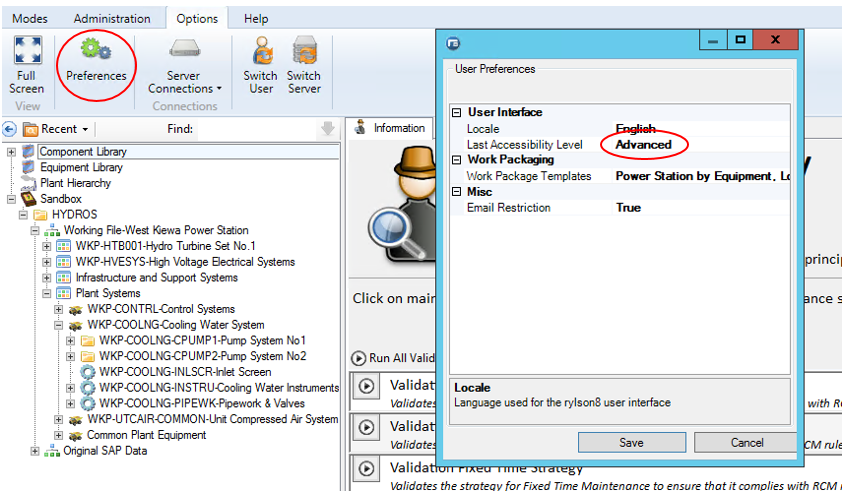 Modes Administration Options Help
Full Screen
Preferences
Server Connections
Switch User
Switch Server
View
Connections
Recent
Find:
Component Library
Equipment Library
Plant Hierarchy
Sandbox
HYDROS
Working File-West Kiewa Power Station
WKP-HTB001-Hydro Turbine Set No.1
WKP-HVESYS-High Voltage Electrical Systems
Infrastructure and Support Systems
Plant Systems
WKP-CONTRL-Control Systems
WKP-COOLNG-Cooling Water System
WKP-COOLNG-CPUMP1-Pump System No1
WKP-COOLNG-CPUMP2-Pump System No2
WKP-COOLNG-INLSCR-Inlet Screen
WKP-COOLNG-INSTRU-Cooling Water Instruments
WKP-COOLNG-PIPEWK-Pipework & Valves
WKP-UTCAIR-COMMON-Unit Compressed Air System
Common Plant Equipment
Original SAP Data
Information
y
princip
Click on mai
ance s
Run All Valid
Validat
Validates
with R
Validat
Validates
CM rule
Validation Fixed Time Strategy
Validates the strategy for Fixed Time Maintenance to ensure that it complies with RCM
User Preferences
User Interface
Locale English
Last Accessibility Level Advanced
Work Packaging
Work Package Templates Power Station by Equipment, Lo
Misc
Email Restriction True
Locale
Language used for the rylson8 user interface
Save Cancel